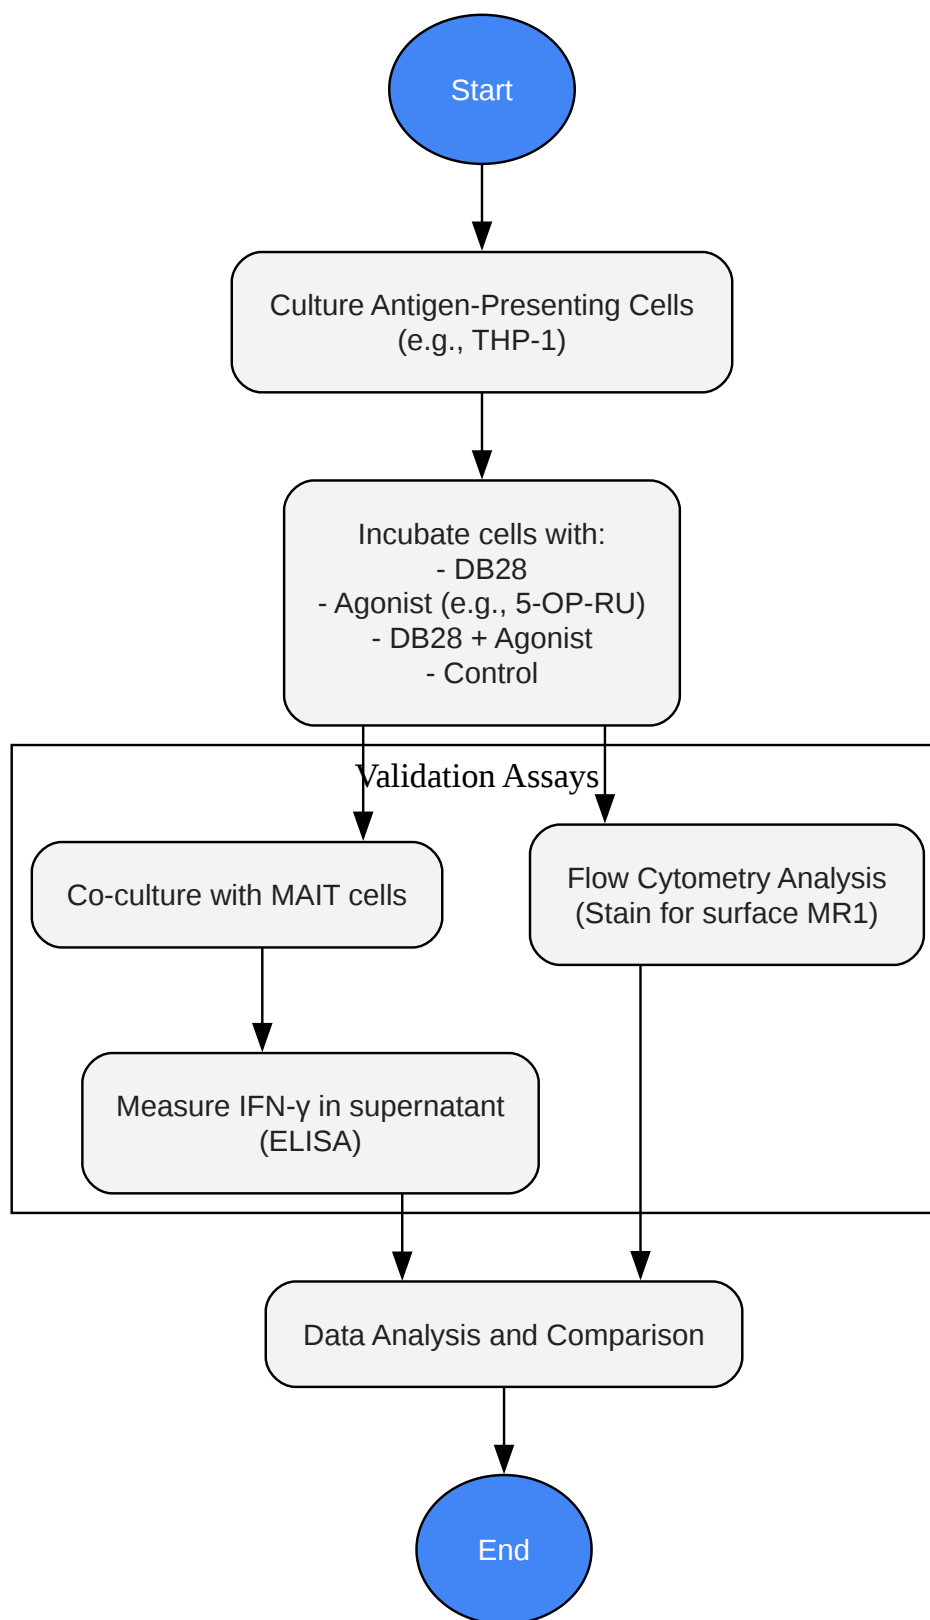 Start
Culture Antigen-Presenting Cells
(e.g., THP-1)
Incubate cells with:
- DB28
- Agonist (e.g., 5-OP-RU)
- DB28 + Agonist
- Control
Validation Assays
Co-culture with MAIT cells
Flow Cytometry Analysis
(Stain for surface MR1)
Measure IFN-γ in supernatant
(ELISA)
Data Analysis and Comparison
End